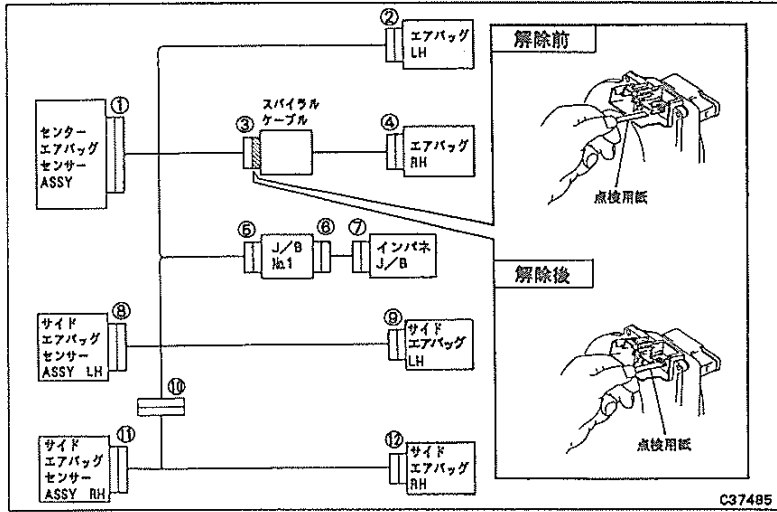 ②
エアバッグ
LH
解除前
①
センター
エアバッグ
センサー
ASSY
③
スパイラル
ケーブル
④
エアバッグ
RH
点検用紙
⑤
J/B
No.1
⑥
⑦
インパネ
J/B
解除後
⑧
サイド
エアバッグ
センサー
ASSY LH
⑨
サイド
エアバッグ
LH
⑩
点検用紙
⑪
サイド
エアバッグ
センサー
ASSY RH
⑫
サイド
エアバッグ
RH
C37485